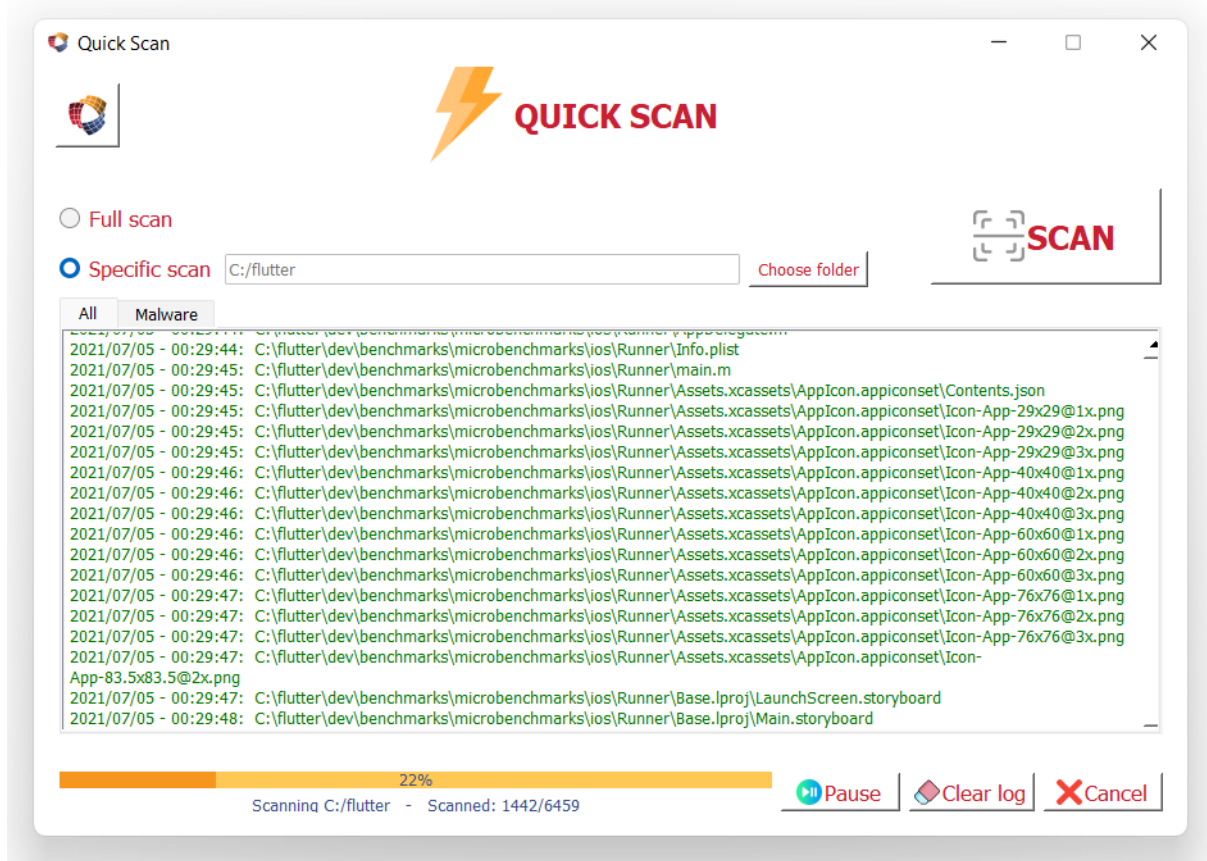 Quick Scan
QUICK SCAN
Full scan
SCAN
Specific scan
C:/flutter
Choose folder
All
Malware
2021/07/05 - 00:29:44: C:\flutter\dev\benchmarks\microbenchmarks\ios\Runner\AppDelegate.m
2021/07/05 - 00:29:44: C:\flutter\dev\benchmarks\microbenchmarks\ios\Runner\Info.plist
2021/07/05 - 00:29:45: C:\flutter\dev\benchmarks\microbenchmarks\ios\Runner\main.m
2021/07/05 - 00:29:45: C:\flutter\dev\benchmarks\microbenchmarks\ios\Runner\Assets.xcassets\AppIcon.appiconset\Contents.json
2021/07/05 - 00:29:45: C:\flutter\dev\benchmarks\microbenchmarks\ios\Runner\Assets.xcassets\AppIcon.appiconset\Icon-App-29x29@1x.png
2021/07/05 - 00:29:45: C:\flutter\dev\benchmarks\microbenchmarks\ios\Runner\Assets.xcassets\AppIcon.appiconset\Icon-App-29x29@2x.png
2021/07/05 - 00:29:45: C:\flutter\dev\benchmarks\microbenchmarks\ios\Runner\Assets.xcassets\AppIcon.appiconset\Icon-App-29x29@3x.png
2021/07/05 - 00:29:46: C:\flutter\dev\benchmarks\microbenchmarks\ios\Runner\Assets.xcassets\AppIcon.appiconset\Icon-App-40x40@1x.png
2021/07/05 - 00:29:46: C:\flutter\dev\benchmarks\microbenchmarks\ios\Runner\Assets.xcassets\AppIcon.appiconset\Icon-App-40x40@2x.png
2021/07/05 - 00:29:46: C:\flutter\dev\benchmarks\microbenchmarks\ios\Runner\Assets.xcassets\AppIcon.appiconset\Icon-App-40x40@3x.png
2021/07/05 - 00:29:46: C:\flutter\dev\benchmarks\microbenchmarks\ios\Runner\Assets.xcassets\AppIcon.appiconset\Icon-App-60x60@1x.png
2021/07/05 - 00:29:46: C:\flutter\dev\benchmarks\microbenchmarks\ios\Runner\Assets.xcassets\AppIcon.appiconset\Icon-App-60x60@2x.png
2021/07/05 - 00:29:46: C:\flutter\dev\benchmarks\microbenchmarks\ios\Runner\Assets.xcassets\AppIcon.appiconset\Icon-App-60x60@3x.png
2021/07/05 - 00:29:47: C:\flutter\dev\benchmarks\microbenchmarks\ios\Runner\Assets.xcassets\AppIcon.appiconset\Icon-App-76x76@1x.png
2021/07/05 - 00:29:47: C:\flutter\dev\benchmarks\microbenchmarks\ios\Runner\Assets.xcassets\AppIcon.appiconset\Icon-App-76x76@2x.png
2021/07/05 - 00:29:47: C:\flutter\dev\benchmarks\microbenchmarks\ios\Runner\Assets.xcassets\AppIcon.appiconset\Icon-App-76x76@3x.png
2021/07/05 - 00:29:47: C:\flutter\dev\benchmarks\microbenchmarks\ios\Runner\Assets.xcassets\AppIcon.appiconset\Icon-
App-83.5x83.5@2x.png
2021/07/05 - 00:29:47: C:\flutter\dev\benchmarks\microbenchmarks\ios\Runner\Base.lproj\LaunchScreen.storyboard
2021/07/05 - 00:29:48: C:\flutter\dev\benchmarks\microbenchmarks\ios\Runner\Base.lproj\Main.storyboard
22%
Scanning C:/flutter - Scanned: 1442/6459
Pause
Clear log
Cancel